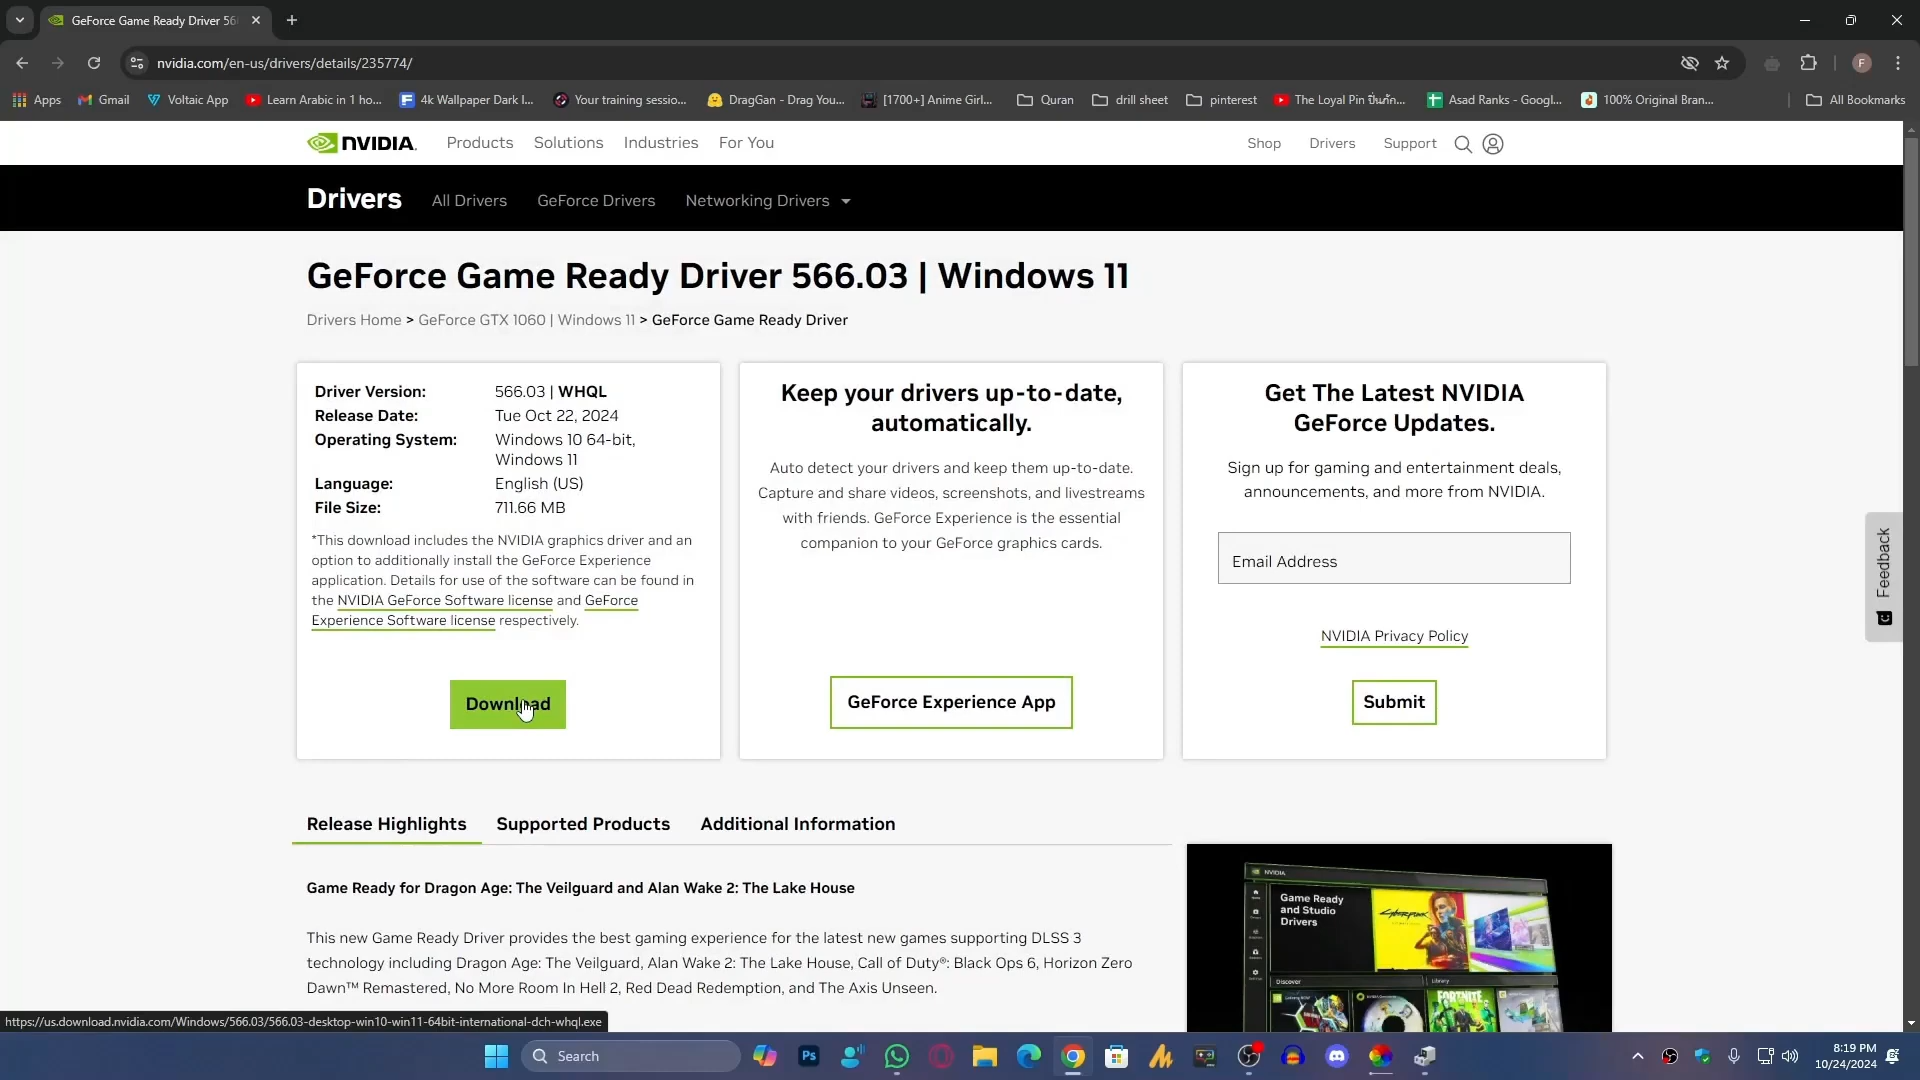 GeForce Game Ready Driver 56
nvidia.com/en-us/drivers/details/235774/
F
Apps
Gmail
Voltaic App
Learn Arabic in 1 ho...
4k Wallpaper Dark I...
Your training sessio...
DragGan - Drag You...
[1700+] Anime Girl...
Quran
drill sheet
pinterest
The Loyal Pin ปิ่นภัก...
Asad Ranks - Googl...
100% Original Bran...
All Bookmarks
NVIDIA.
Products
Solutions
Industries
For You
Shop
Drivers
Support
Drivers
All Drivers
GeForce Drivers
Networking Drivers
GeForce Game Ready Driver 566.03 | Windows 11
Drivers Home > GeForce GTX 1060 | Windows 11 > GeForce Game Ready Driver
Driver Version: 566.03 | WHQL
Release Date: Tue Oct 22, 2024
Operating System: Windows 10 64-bit,
Windows 11
Language: English (US)
File Size: 711.66 MB
*This download includes the NVIDIA graphics driver and an
option to additionally install the GeForce Experience
application. Details for use of the software can be found in
the NVIDIA GeForce Software license and GeForce
Experience Software license respectively.
Download
Keep your drivers up-to-date,
automatically.
Auto detect your drivers and keep them up-to-date.
Capture and share videos, screenshots, and livestreams
with friends. GeForce Experience is the essential
companion to your GeForce graphics cards.
GeForce Experience App
Get The Latest NVIDIA
GeForce Updates.
Sign up for gaming and entertainment deals,
announcements, and more from NVIDIA.
Email Address
NVIDIA Privacy Policy
Submit
Feedback
Release Highlights
Supported Products
Additional Information
Game Ready for Dragon Age: The Veilguard and Alan Wake 2: The Lake House
This new Game Ready Driver provides the best gaming experience for the latest new games supporting DLSS 3
technology including Dragon Age: The Veilguard, Alan Wake 2: The Lake House, Call of Duty®: Black Ops 6, Horizon Zero
Dawn™ Remastered, No More Room In Hell 2, Red Dead Redemption, and The Axis Unseen.
NVIDIA
Game Ready
and Studio
Drivers
Cyberpunk
Discover
Library
FORTNITE
https://us.download.nvidia.com/Windows/566.03/566.03-desktop-win10-win11-64bit-international-dch-whql.exe
Search
Ps
8:19 PM
10/24/2024